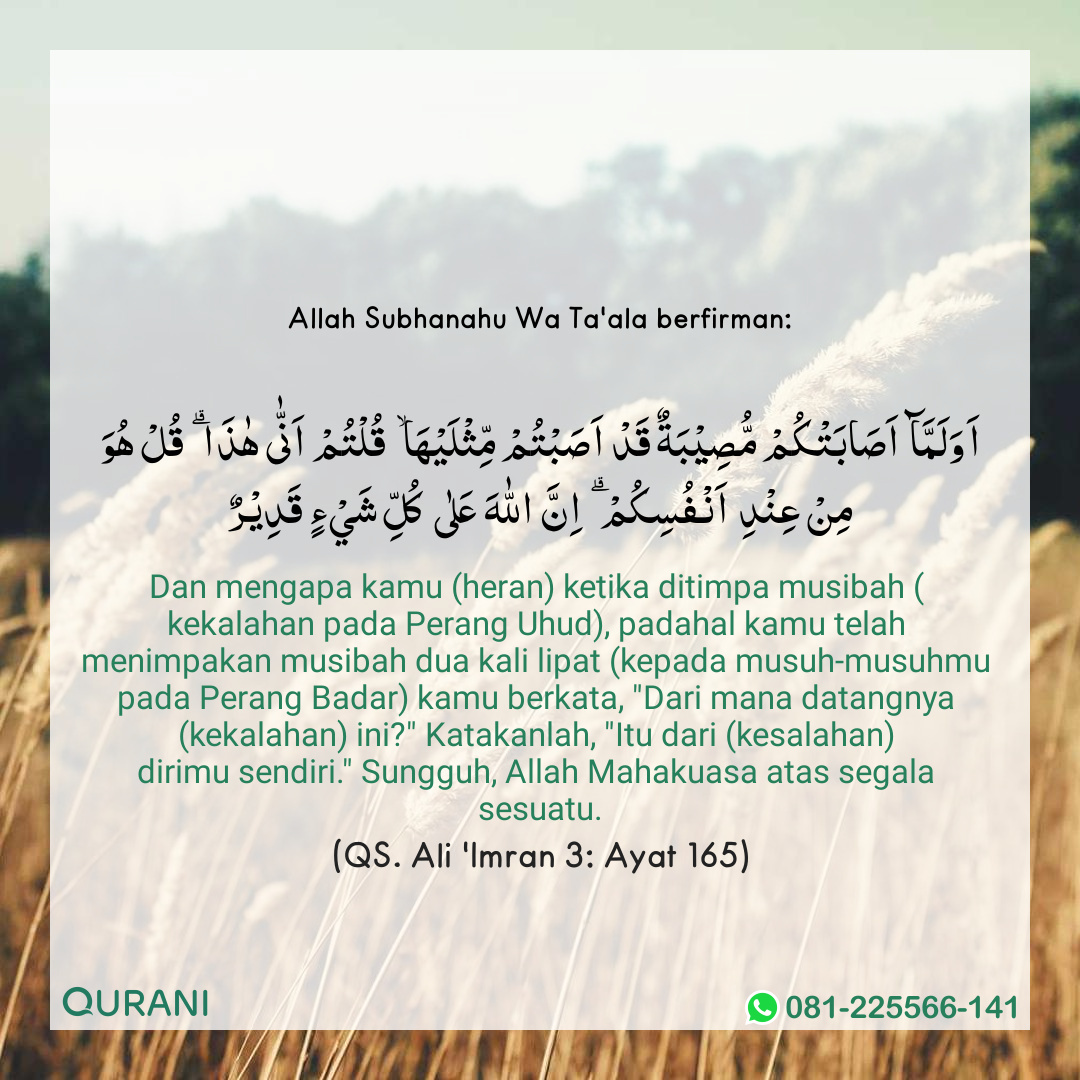 Allah Subhanahu Wa Ta'ala berfirman:
اَوَلَمَّآ اَصَابَتْكُمْ مُّصِيْبَةٌ قَدْ اَصَبْتُمْ مِّثْلَيْهَاۙ قُلْتُمْ اَنّٰى هٰذَا ۗ قُلْ هُوَ
مِنْ عِنْدِ اَنْفُسِكُمْ ۗ اِنَّ اللّٰهَ عَلٰى كُلِّ شَيْءٍ قَدِيْرٌ
Dan mengapa kamu (heran) ketika ditimpa musibah (
kekalahan pada Perang Uhud), padahal kamu telah
menimpakan musibah dua kali lipat (kepada musuh-musuhmu
pada Perang Badar) kamu berkata, "Dari mana datangnya
(kekalahan) ini?" Katakanlah, "Itu dari (kesalahan)
dirimu sendiri." Sungguh, Allah Mahakuasa atas segala
sesuatu.
(QS. Ali 'Imran 3: Ayat 165)
QURANI
081-225566-141